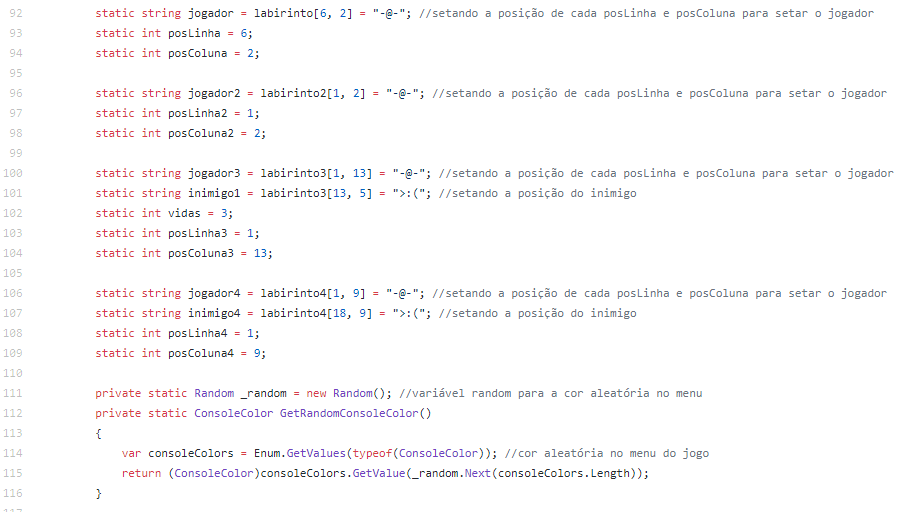 92 static string jogador = labirinto[6, 2] = "-@-"; //setando a posição de cada posLinha e posColuna para setar o jogador
93 static int posLinha = 6;
94 static int posColuna = 2;
95
96 static string jogador2 = labirinto2[1, 2] = "-@-"; //setando a posição de cada posLinha e posColuna para setar o jogador
97 static int posLinha2 = 1;
98 static int posColuna2 = 2;
99
100 static string jogador3 = labirinto3[1, 13] = "-@-"; //setando a posição de cada posLinha e posColuna para setar o jogador
101 static string inimigo1 = labirinto3[13, 5] = ">:("; //setando a posição do inimigo
102 static int vidas = 3;
103 static int posLinha3 = 1;
104 static int posColuna3 = 13;
105
106 static string jogador4 = labirinto4[1, 9] = "-@-"; //setando a posição de cada posLinha e posColuna para setar o jogador
107 static string inimigo4 = labirinto4[18, 9] = ">:("; //setando a posição do inimigo
108 static int posLinha4 = 1;
109 static int posColuna4 = 9;
110
111 private static Random _random = new Random(); //variável random para a cor aleatória no menu
112 private static ConsoleColor GetRandomConsoleColor()
113 {
114 var consoleColors = Enum.GetValues(typeof(ConsoleColor)); //cor aleatória no menu do jogo
115 return (ConsoleColor)consoleColors.GetValue(_random.Next(consoleColors.Length));
116 }